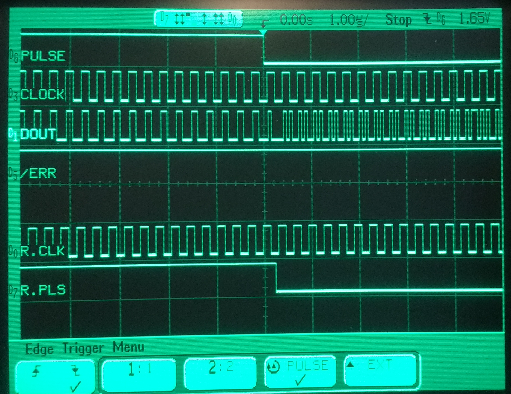 0.00s 1.00s/ Stop 1.65V
PULSE
CLOCK
DOUT
/ERR
R.CLK
R.PLS
Edge Trigger Menu
1:1 2:2 PULSE EXT